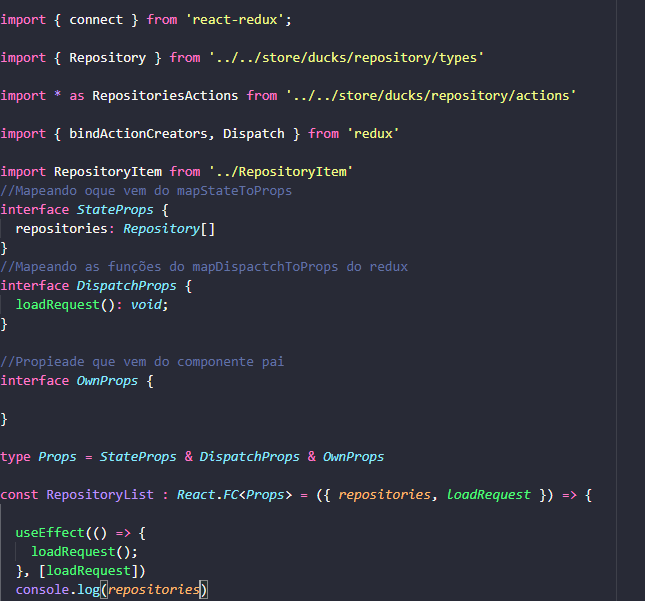 import { connect } from 'react-redux';
import { Repository } from '../../store/ducks/repository/types'
import * as RepositoriesActions from '../../store/ducks/repository/actions'
import { bindActionCreators, Dispatch } from 'redux'
import RepositoryItem from '../RepositoryItem'
//Mapeando oque vem do mapStateToProps
interface StateProps {
repositories: Repository[]
}
//Mapeando as funções do mapDispactchToProps do redux
interface DispatchProps {
loadRequest(): void;
}
//Propieade que vem do componente pai
interface OwnProps {
}
type Props = StateProps & DispatchProps & OwnProps
const RepositoryList : React.FC<Props> = ({ repositories, loadRequest }) => {
useEffect(() => {
loadRequest();
}, [loadRequest])
console.log(repositories)